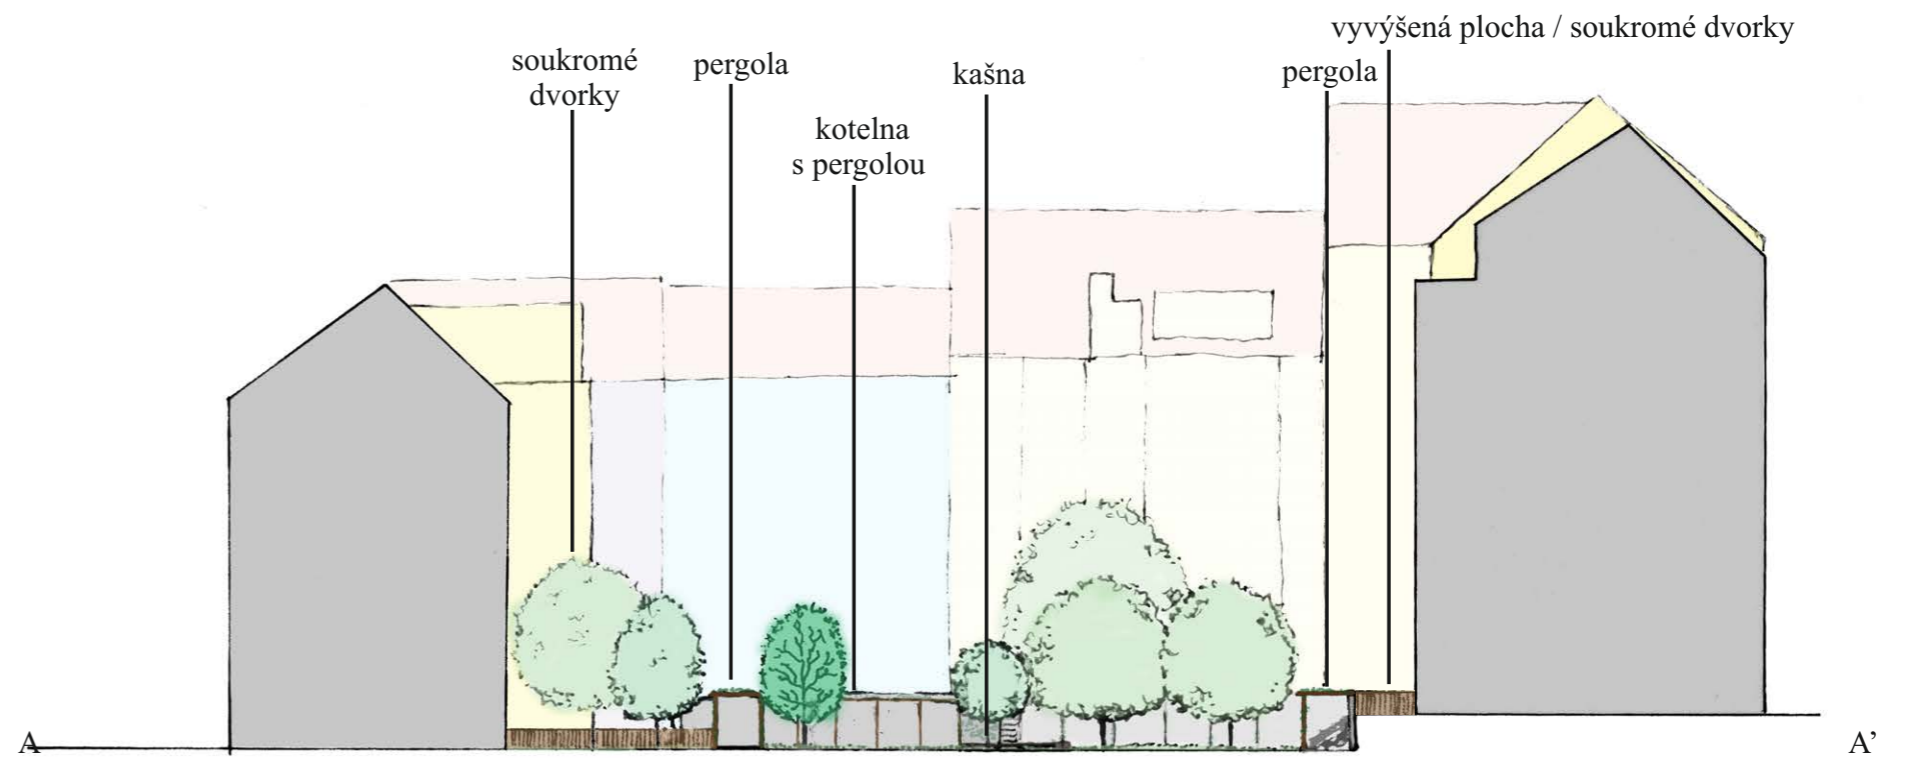 vyvýšená plocha / soukromé dvorky
soukromé
dvorky
pergola
kašna
pergola
kotelna
s pergolou
A
A’